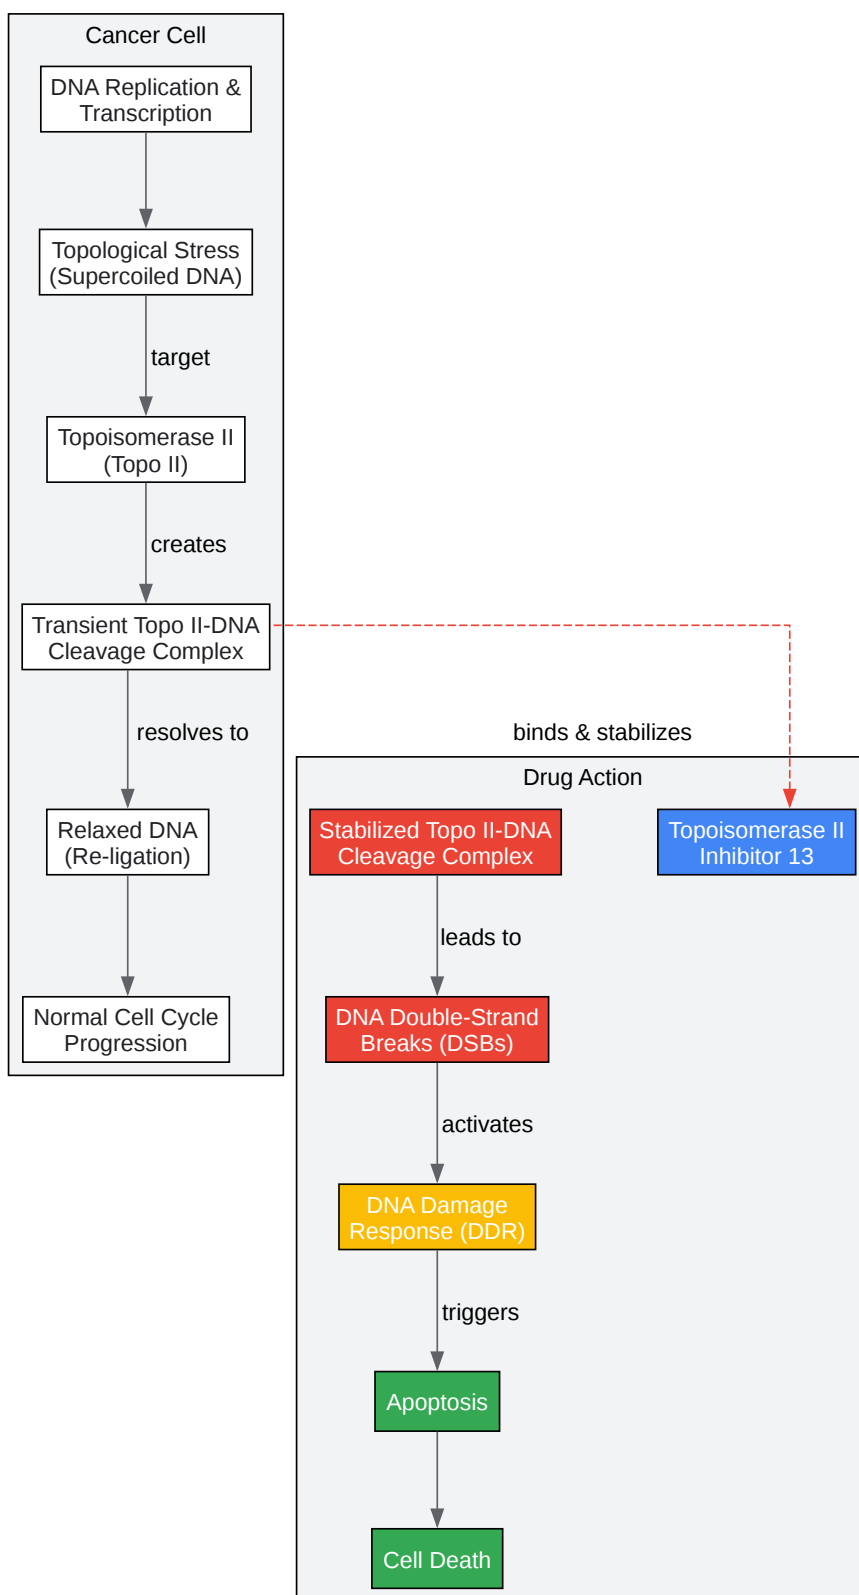 Cancer Cell
DNA Replication &
Transcription
Topological Stress
(Supercoiled DNA)
target
Topoisomerase II
(Topo II)
creates
Transient Topo II-DNA
Cleavage Complex
resolves to
Relaxed DNA
(Re-ligation)
Normal Cell Cycle
Progression
binds & stabilizes
Drug Action
Stabilized Topo II-DNA
Cleavage Complex
Topoisomerase II
Inhibitor 13
leads to
DNA Double-Strand
Breaks (DSBs)
activates
DNA Damage
Response (DDR)
triggers
Apoptosis
Cell Death